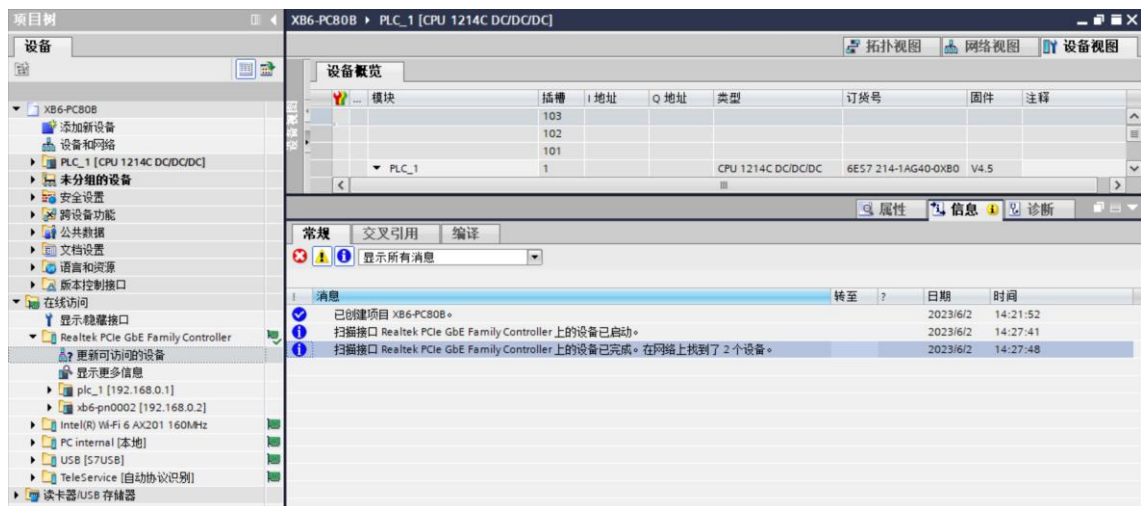 项目树
XB6-PC80B ▸ PLC_1 [CPU 1214C DC/DC/DC]
设备
拓扑视图 网络视图 设备视图
设备概览
... 模块 插槽 I 地址 Q 地址 类型 订货号 固件 注释
103
102
101
PLC_1 1 CPU 1214C DC/DC/DC 6ES7 214-1AG40-0XB0 V4.5
XB6-PC80B
添加新设备
设备和网络
PLC_1 [CPU 1214C DC/DC/DC]
未分组的设备
安全设置
跨设备功能
公共数据
文档设置
语言和资源
版本控制接口
在线访问
显示/隐藏接口
Realtek PCIe GbE Family Controller
更新可访问的设备
显示更多信息
plc_1 [192.168.0.1]
xb6-pn0002 [192.168.0.2]
Intel(R) Wi-Fi 6 AX201 160MHz
PC internal [本地]
USB [S7USB]
TeleService [自动协议识别]
读卡器/USB 存储器
属性 信息 诊断
常规 交叉引用 编译
显示所有消息
! 消息 转至 ? 日期 时间
已创建项目 XB6-PC80B。 2023/6/2 14:21:52
扫描接口 Realtek PCIe GbE Family Controller 上的设备已启动。 2023/6/2 14:27:41
扫描接口 Realtek PCIe GbE Family Controller 上的设备已完成。在网络上找到了 2 个设备。 2023/6/2 14:27:48